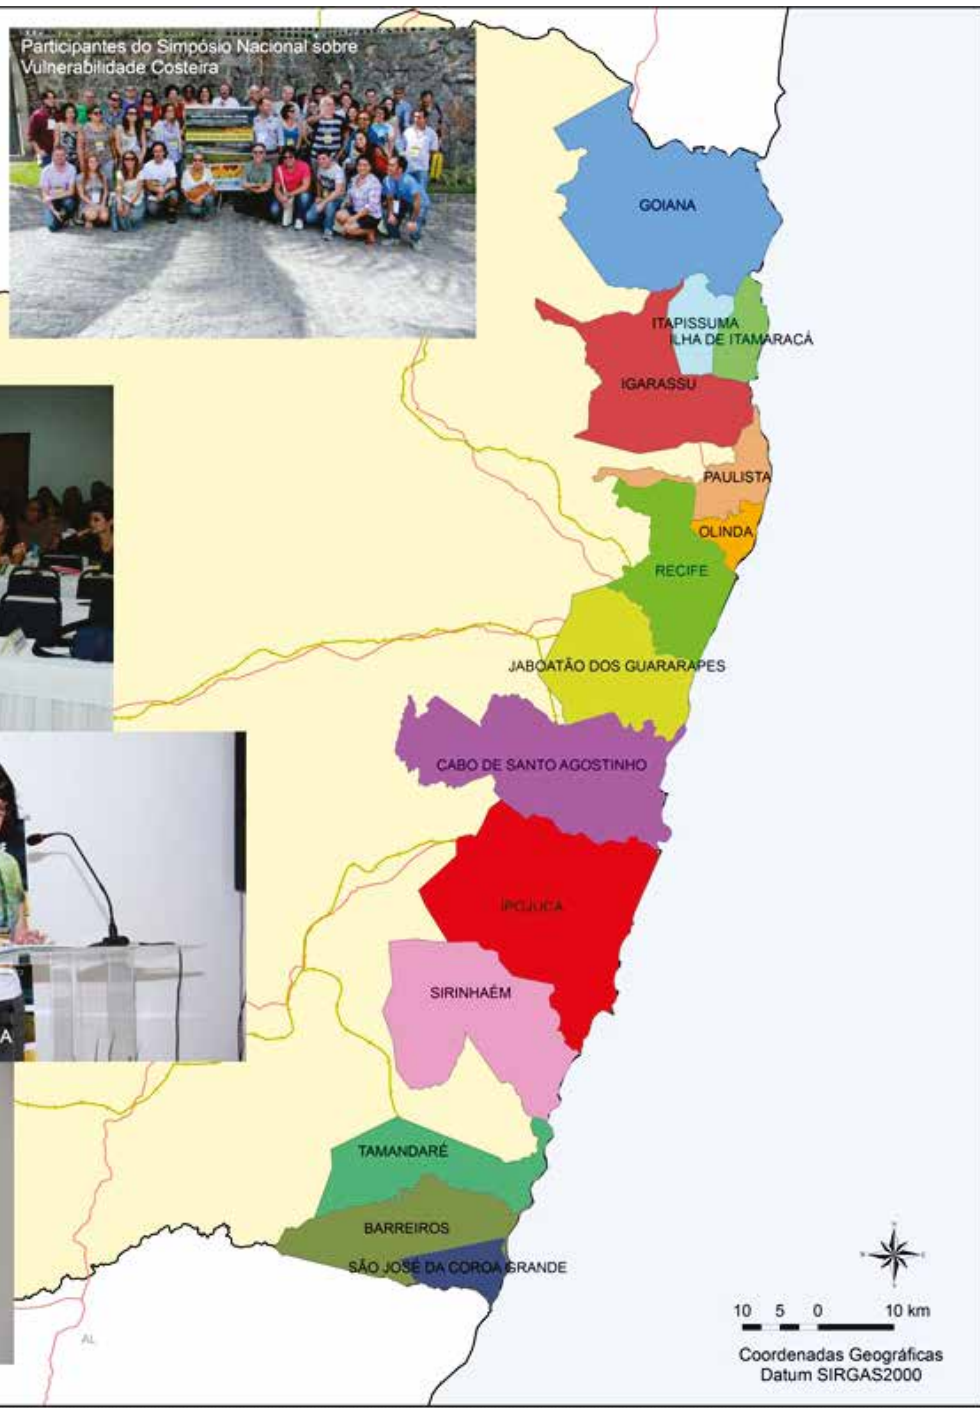 Participantes do Simpósio Nacional sobre
Vulnerabilidade Costeira
GOIANA
ITAPISSUMA
ILHA DE ITAMARACÁ
IGARASSU
PAULISTA
OLINDA
RECIFE
JABOATÃO DOS GUARARAPES
CABO DE SANTO AGOSTINHO
IPOJUCA
SIRINHAÉM
A
TAMANDARÉ
BARREIROS
SÃO JOSÉ DA COROA GRANDE
10 5 0 10 km
AL
Coordenadas Geográficas
Datum SIRGAS2000